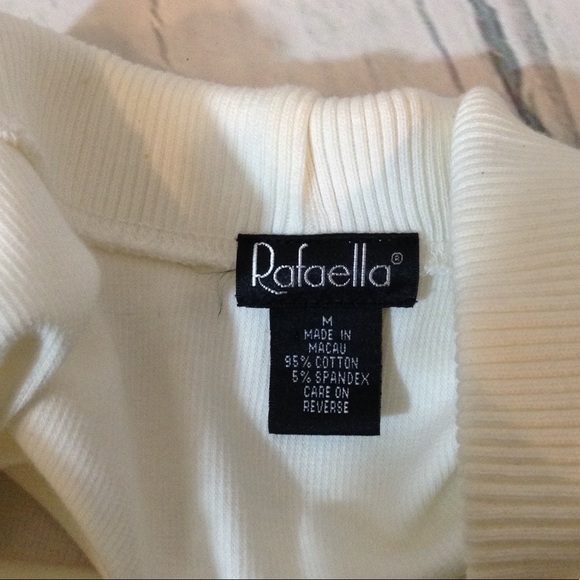 Rafaella®
M
MADE IN
MACAU
95% COTTON
5% SPANDEX
CARE ON
REVERSE